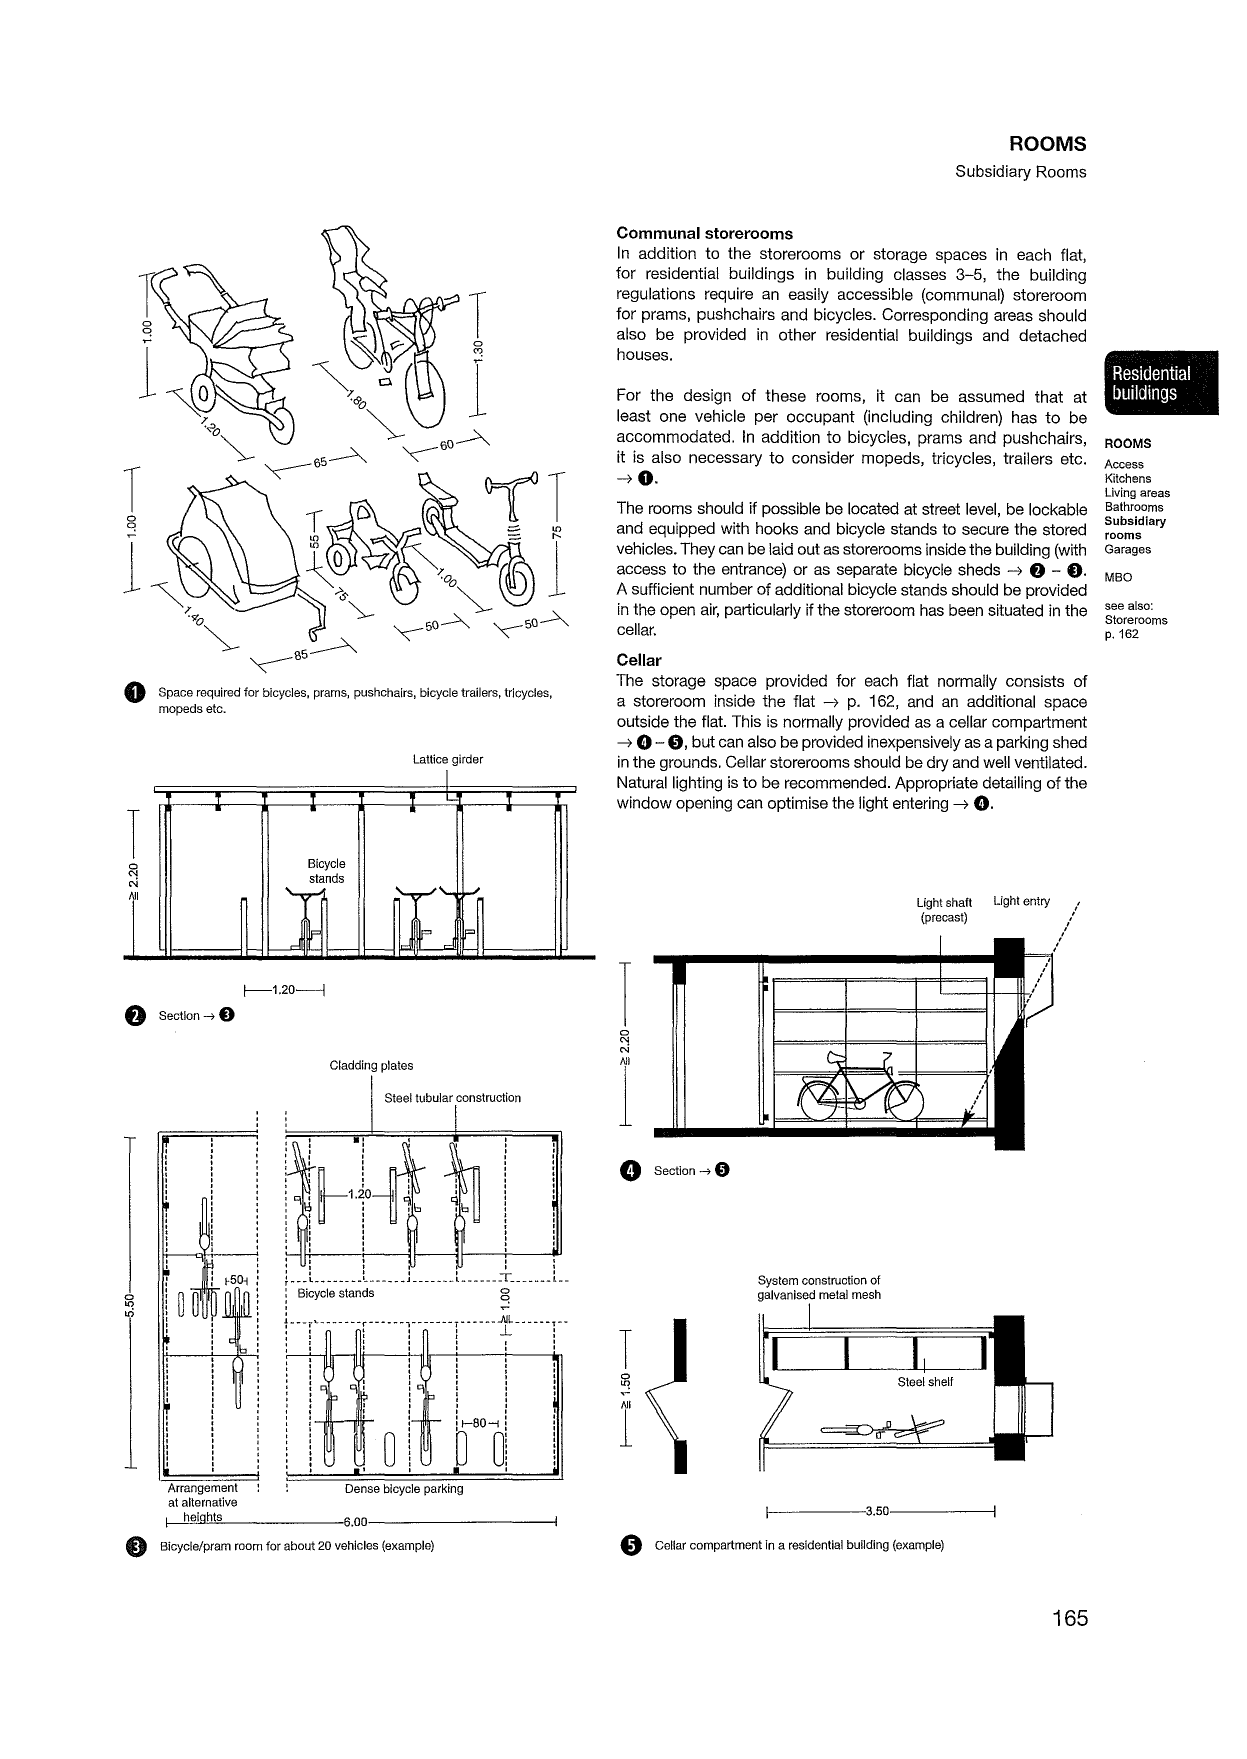 ROOMS
Subsidiary Rooms
1.00
1.20
65
1.80
60
1.30
1.00
1.40
85
55
75
1.00
50
50
75
❶ Space required for bicycles, prams, pushchairs, bicycle trailers, tricycles,
mopeds etc.
Lattice girder
Bicycle
stands
≥ 2.20
1.20
❷ Section → ❸
Cladding plates
Steel tubular construction
1.20
50
Bicycle stands
≥ 1.00
5.50
80
Arrangement
at alternative
heights
Dense bicycle parking
6.00
❸ Bicycle/pram room for about 20 vehicles (example)
Communal storerooms
In addition to the storerooms or storage spaces in each flat,
for residential buildings in building classes 3–5, the building
regulations require an easily accessible (communal) storeroom
for prams, pushchairs and bicycles. Corresponding areas should
also be provided in other residential buildings and detached
houses.
For the design of these rooms, it can be assumed that at
least one vehicle per occupant (including children) has to be
accommodated. In addition to bicycles, prams and pushchairs,
it is also necessary to consider mopeds, tricycles, trailers etc.
→ ❶.
The rooms should if possible be located at street level, be lockable
and equipped with hooks and bicycle stands to secure the stored
vehicles. They can be laid out as storerooms inside the building (with
access to the entrance) or as separate bicycle sheds → ❷ – ❸.
A sufficient number of additional bicycle stands should be provided
in the open air, particularly if the storeroom has been situated in the
cellar.
Cellar
The storage space provided for each flat normally consists of
a storeroom inside the flat → p. 162, and an additional space
outside the flat. This is normally provided as a cellar compartment
→ ❹ – ❺, but can also be provided inexpensively as a parking shed
in the grounds. Cellar storerooms should be dry and well ventilated.
Natural lighting is to be recommended. Appropriate detailing of the
window opening can optimise the light entering → ❹.
Light shaft
(precast)
Light entry
≥ 2.20
❹ Section → ❺
System construction of
galvanised metal mesh
Steel shelf
≥ 1.50
3.50
❺ Cellar compartment in a residential building (example)
Residential
buildings
ROOMS
Access
Kitchens
Living areas
Bathrooms
Subsidiary
rooms
Garages
MBO
see also:
Storerooms
p. 162
165